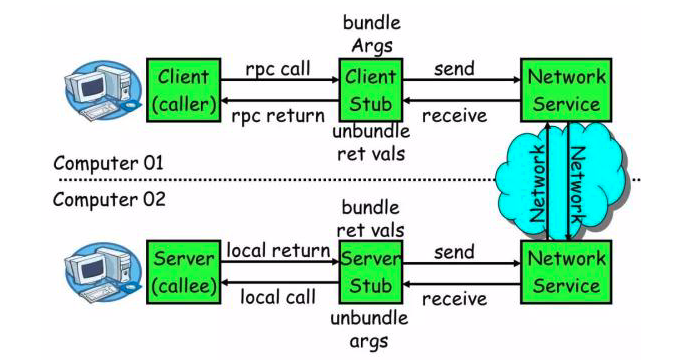 bundle
Args
Client
(caller)
rpc call
rpc return
Client
Stub
send
receive
Network
Service
unbundle
ret vals
Computer 01
Computer 02
Network
Network
bundle
ret vals
Server
(callee)
local return
local call
Server
Stub
send
receive
Network
Service
unbundle
args